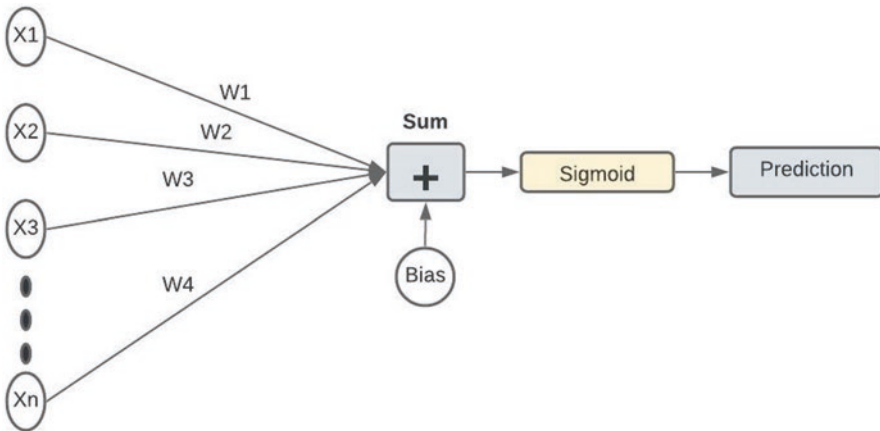 X1
W1
X2
W2
Sum
W3
+
Sigmoid
Prediction
X3
Bias
W4
Xn